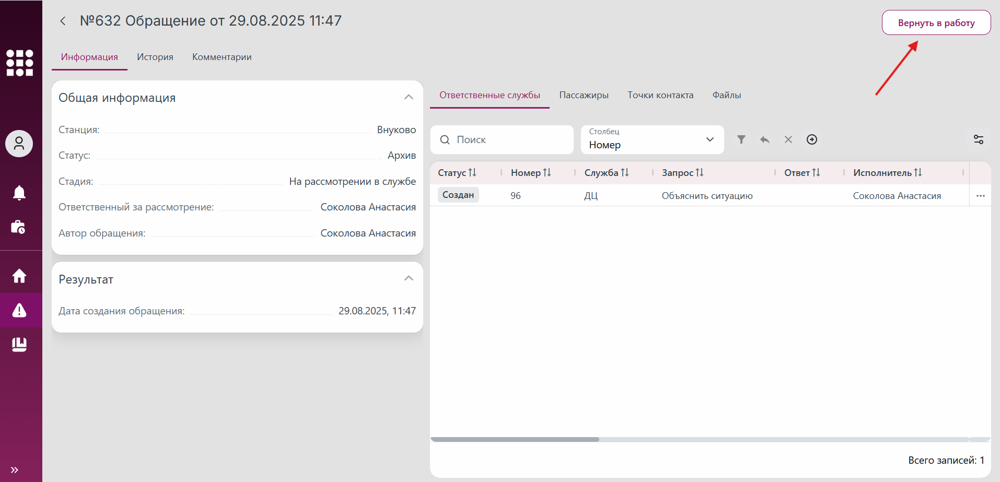 №632 Обращение от 29.08.2025 11:47
Вернуть в работу
Информация История Комментарии
Общая информация
Станция: Внуково
Статус: Архив
Стадия: На рассмотрении в службе
Ответственный за рассмотрение: Соколова Анастасия
Автор обращения: Соколова Анастасия
Результат
Дата создания обращения: 29.08.2025, 11:47
Ответственные службы Пассажиры Точки контакта Файлы
Поиск
Столбец
Номер
Статус Номер Служба Запрос Ответ Исполнитель
Создан 96 ДЦ Объяснить ситуацию Соколова Анастасия
Всего записей: 1